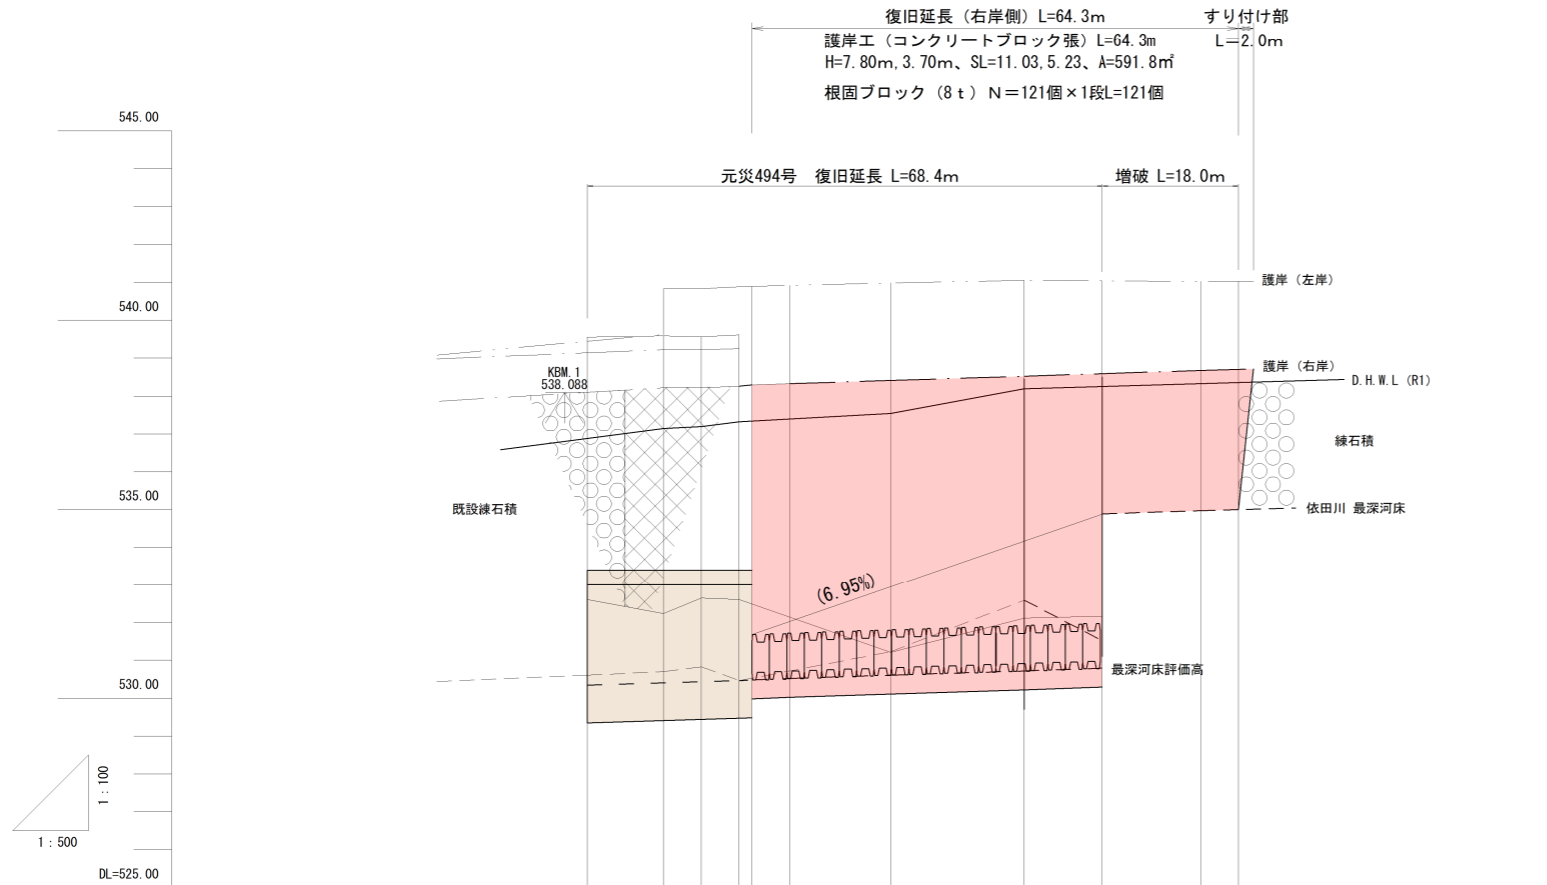 復旧延長（右岸側）L=64.3m
すり付け部
護岸工（コンクリートブロック張）L=64.3m
L=2.0m
H=7.80m,3.70m、SL=11.03,5.23、A=591.8㎡
根固ブロック（8ｔ）Ｎ＝121個×1段L=121個
545.00
元災494号　復旧延長 L=68.4m
増破 L=18.0m
護岸（左岸）
540.00
護岸（右岸）
KBM.1
538.088
D.H.W.L（R1）
練石積
535.00
既設練石積
依田川 最深河床
(6.95%)
最深河床評価高
530.00
1：100
1：500
DL=525.00